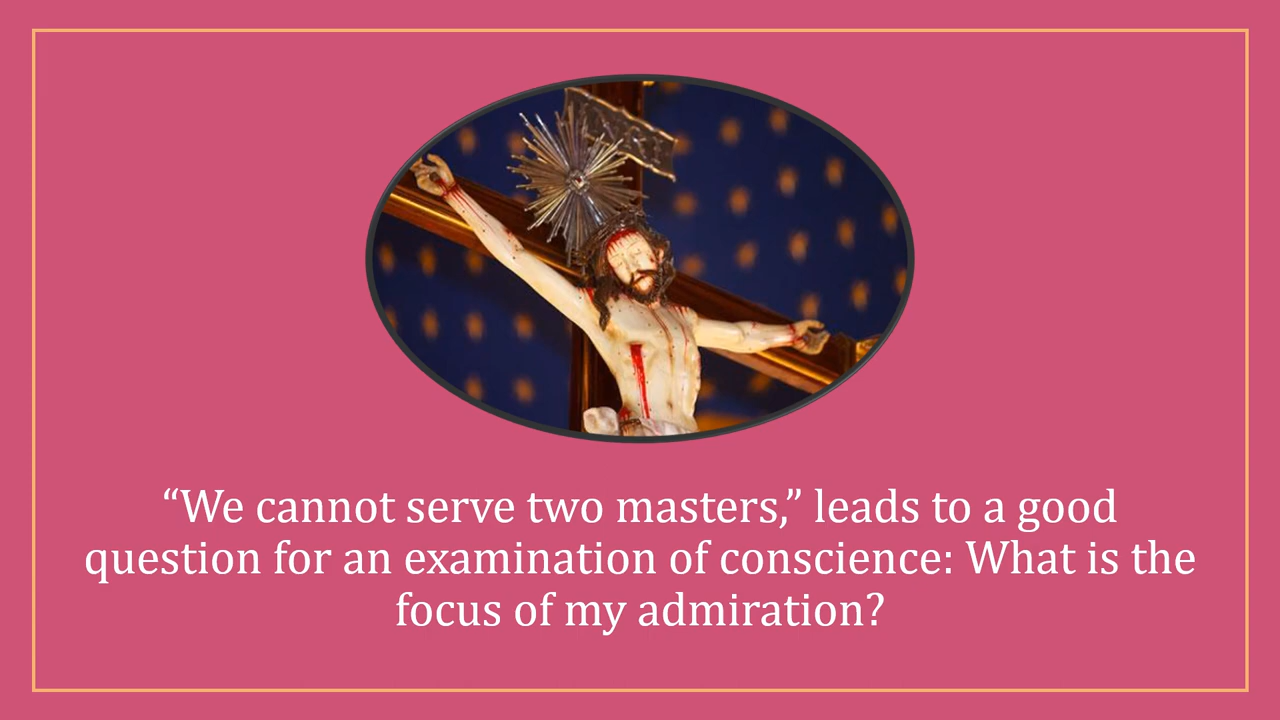 “We cannot serve two masters,” leads to a good
question for an examination of conscience: What is the
focus of my admiration?